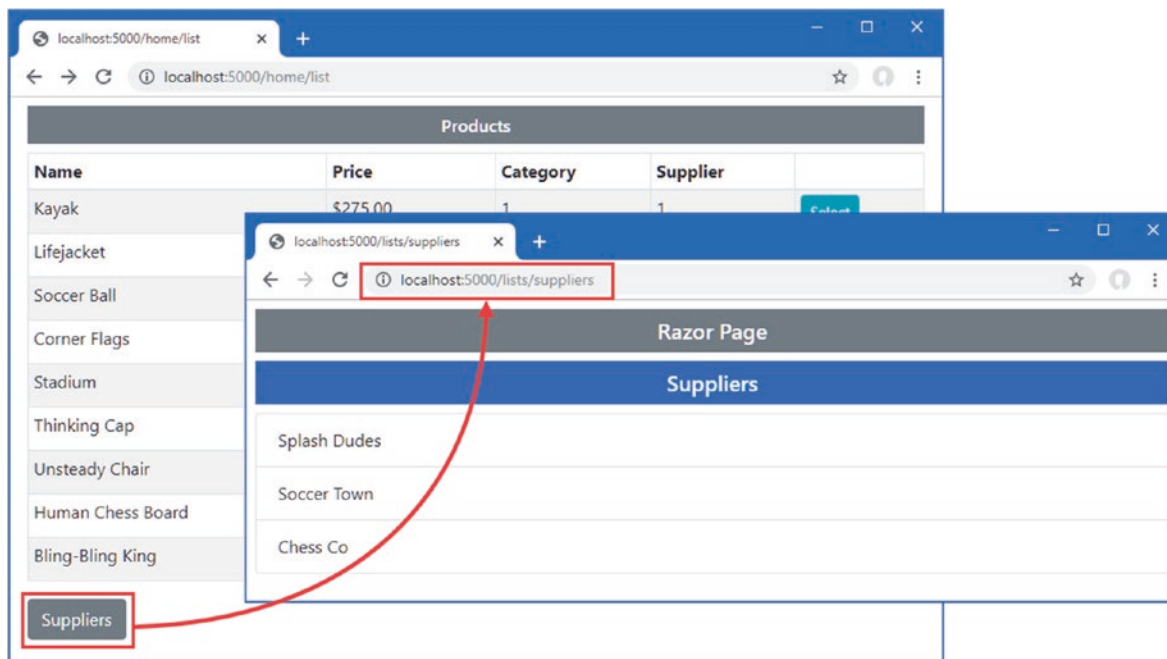 localhost:5000/home/list
localhost:5000/home/list
Products
Name Price Category Supplier
Kayak $275.00 1 1 Select
Lifejacket
Soccer Ball
Corner Flags
Stadium
Thinking Cap
Unsteady Chair
Human Chess Board
Bling-Bling King
Suppliers
localhost:5000/lists/suppliers
localhost:5000/lists/suppliers
Razor Page
Suppliers
Splash Dudes
Soccer Town
Chess Co